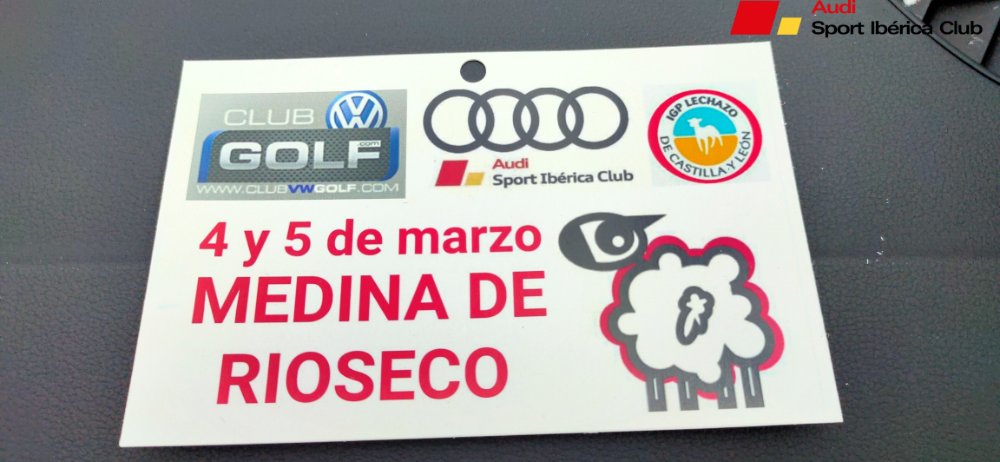 Audi
Sport Ibérica Club
CLUB
GOLF
.com
WWW.CLUBVWGOLF.COM
Audi
Sport Ibérica Club
IGP LECHAZO
DE CASTILLA Y LEÓN
4 y 5 de marzo
MEDINA DE
RIOSECO